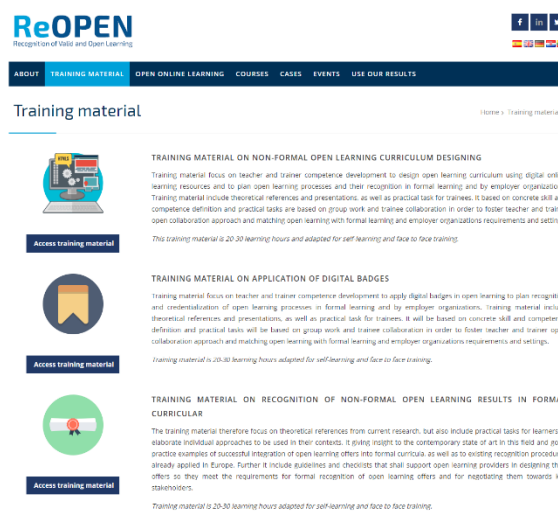 ReOPEN
Recognition of Valid and Open Learning
ABOUT TRAINING MATERIAL OPEN ONLINE LEARNING COURSES CASES EVENTS USE OUR RESULTS
Training material
Home > Training materia
HTML5
TRAINING MATERIAL ON NON-FORMAL OPEN LEARNING CURRICULUM DESIGNING
Training material focus on teacher and trainer competence development to design open learning curriculum using digital onli
learning resources and to plan open learning processes and their recognition in formal learning and by employer organizatio
Training material include theoretical references and presentations, as well as practical task for trainees. It based on concrete skill a
competence definition and practical tasks are based on group work and trainee collaboration in order to foster teacher and train
open collaboration approach and matching open learning with formal learning and employer organizations requirements and settin
This training material is 20-30 learning hours and adapted for self-learning and face to face training.
Access training material
TRAINING MATERIAL ON APPLICATION OF DIGITAL BADGES
Training material focus on teacher and trainer competence development to apply digital badges in open learning to plan recogniti
and credentialization of open learning processes in formal learning and by employer organizations. Training material inclu
theoretical references and presentations, as well as practical task for trainees. It will be based on concrete skill and competen
definition and practical tasks will be based on group work and trainee collaboration in order to foster teacher and trainer op
collaboration approach and matching open learning with formal learning and employer organizations requirements and settings.
Training material is 20-30 learning hours adapted for self-learning and face to face training.
Access training material
TRAINING MATERIAL ON RECOGNITION OF NON-FORMAL OPEN LEARNING RESULTS IN FORMA
CURRICULAR
The training material therefore focus on theoretical references from current research, but also include practical tasks for learners
elaborate individual approaches to be used in their contexts. It giving insight to the contemporary state of art in this field and go
practice examples of successful integration of open learning offers into formal curricula, as well as to existing recognition procedur
already applied in Europe. Further it include guidelines and checklists that shall support open learning providers in designing th
offers so they meet the requirements for formal recognition of open learning offers and for negotiating them towards k
stakeholders.
Training material is 20-30 learning hours adapted for self-learning and face to face training.
Access training material